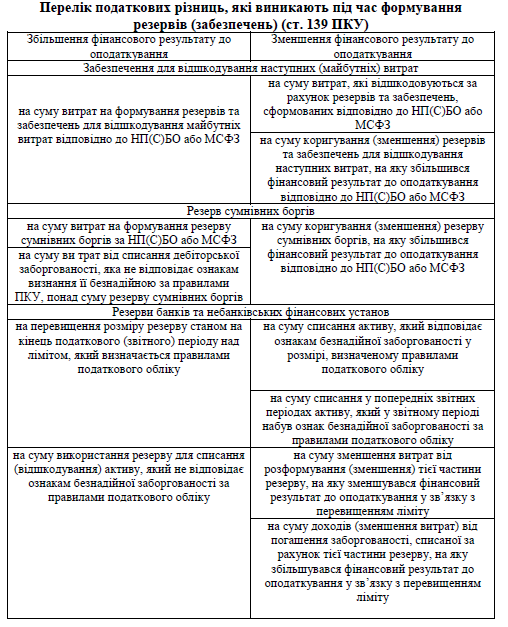 Перелік податкових різниць, які виникають під час формування
резервів (забезпечень) (ст. 139 ПКУ)
Збільшення фінансового результату до
оподаткування
Зменшення фінансового результату до
оподаткування
Забезпечення для відшкодування наступних (майбутніх) витрат
на суму витрат на формування резервів та
забезпечень для відшкодування майбутніх
витрат відповідно до НП(С)БО або МСФЗ
на суму витрат, які відшкодовуються за
рахунок резервів та забезпечень,
сформованих відповідно до НП(С)БО або
МСФЗ
на суму коригування (зменшення) резервів
та забезпечень для відшкодування
наступних витрат, на яку збільшився
фінансовий результат до оподаткування
відповідно до НП(С)БО або МСФЗ
Резерв сумнівних боргів
на суму витрат на формування резерву
сумнівних боргів за НП(С)БО або МСФЗ
на суму ви трат від списання дебіторської
заборгованості, яка не відповідає ознакам
визнання її безнадійною за правилами
ПКУ, понад суму резерву сумнівних боргів
на суму коригування (зменшення) резерву
сумнівних боргів, на яку збільшився
фінансовий результат до оподаткування
відповідно до НП(С)БО або МСФЗ
Резерви банків та небанківських фінансових установ
на перевищення розміру резерву станом на
кінець податкового (звітного) періоду над
лімітом, який визначається правилами
податкового обліку
на суму списання активу, який відповідає
ознакам безнадійної заборгованості у
розмірі, визначеному правилами
податкового обліку
на суму списання у попередніх звітних
періодах активу, який у звітному періоді
набув ознак безнадійної заборгованості за
правилами податкового обліку
на суму використання резерву для списання
(відшкодування) активу, який не відповідає
ознакам безнадійної заборгованості за
правилами податкового обліку
на суму зменшення витрат від
розформування (зменшення) тієї частини
резерву, на яку зменшувався фінансовий
результат до оподаткування у зв’язку з
перевищенням ліміту
на суму доходів (зменшення витрат) від
погашення заборгованості, списаної за
рахунок тієї частини резерву, на яку
збільшувався фінансовий результат до
оподаткування у зв’язку з перевищенням
ліміту